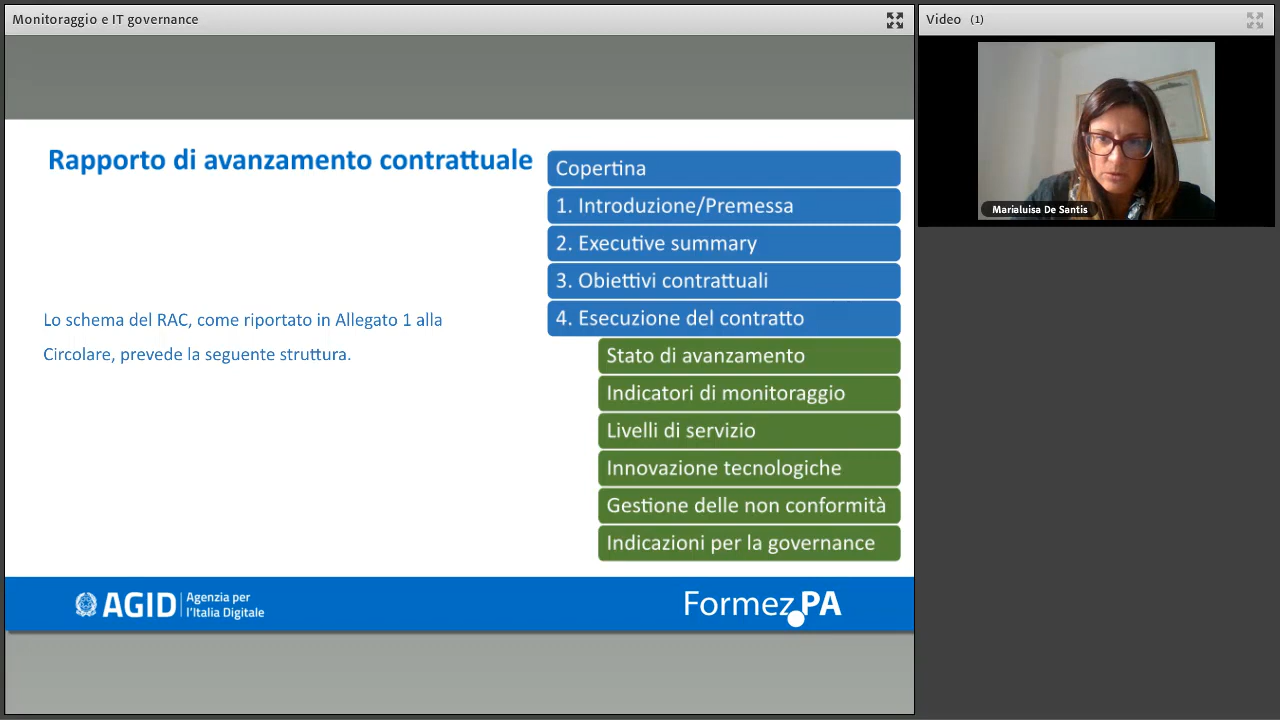 Monitoraggio e IT governance
Video (1)
Marialuisa De Santis
Rapporto di avanzamento contrattuale
Lo schema del RAC, come riportato in Allegato 1 alla
Circolare, prevede la seguente struttura.
Copertina
1. Introduzione/Premessa
2. Executive summary
3. Obiettivi contrattuali
4. Esecuzione del contratto
Stato di avanzamento
Indicatori di monitoraggio
Livelli di servizio
Innovazione tecnologiche
Gestione delle non conformità
Indicazioni per la governance
AGID
Agenzia per
l'Italia Digitale
Formez PA